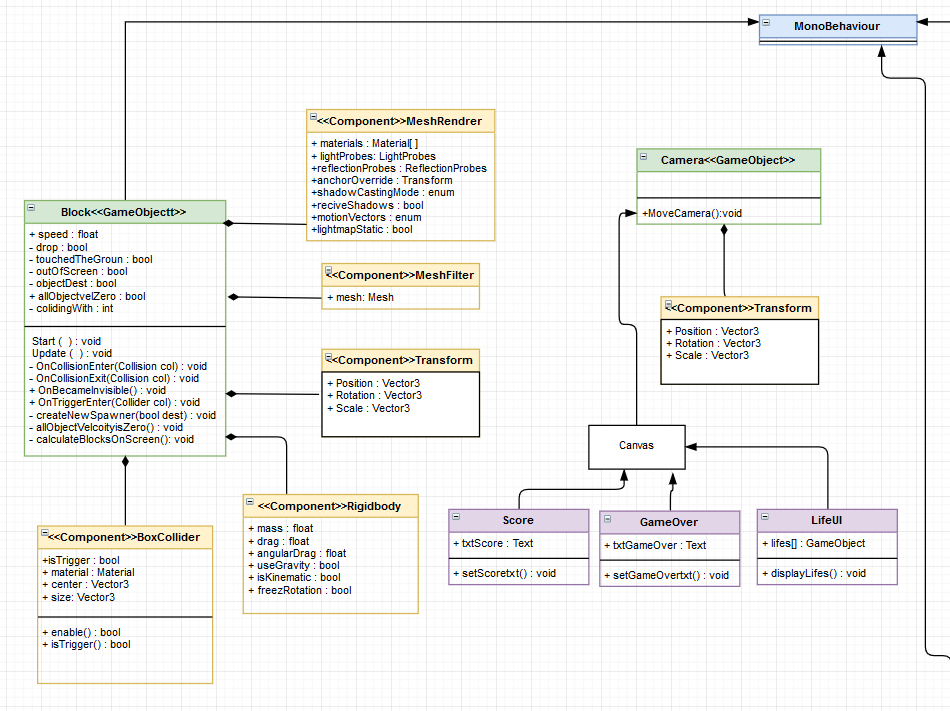 MonoBehaviour
<<Component>>MeshRendrer
+ materials : Material[ ]
+ lightProbes: LightProbes
+reflectionProbes : ReflectionProbes
+anchorOverride : Transform
+shadowCastingMode : enum
+reciveShadows : bool
+motionVectors : enum
+lightmapStatic : bool
Camera<<GameObject>>
+MoveCamera():void
Block<<GameObjectt>>
+ speed : float
- drop : bool
- touchedTheGroun : bool
- outOfScreen : bool
- objectDest : bool
+ allObjectvelZero : bool
- colidingWith : int
Start ( ) : void
Update ( ) : void
- OnCollisionEnter(Collision col) : void
- OnCollisionExit(Collision col) : void
+ OnBecameInvisible() : void
+ OnTriggerEnter(Collider col) : void
- createNewSpawner(bool dest) : void
- allObjectVelcoityisZero() : void
- calculateBlocksOnScreen(): void
<<Component>>MeshFilter
+ mesh: Mesh
<<Component>>Transform
+ Position : Vector3
+ Rotation : Vector3
+ Scale : Vector3
<<Component>>Transform
+ Position : Vector3
+ Rotation : Vector3
+ Scale : Vector3
Canvas
<<Component>>BoxCollider
+isTrigger : bool
+ material : Material
+ center : Vector3
+ size: Vector3
+ enable() : bool
+ isTrigger() : bool
<<Component>>Rigidbody
+ mass : float
+ drag : float
+ angularDrag : float
+ useGravity : bool
+ isKinematic : bool
+ freezRotation : bool
Score
+ txtScore : Text
+ setScoretxt() : void
GameOver
+ txtGameOver : Text
+ setGameOvertxt() : void
LifeUI
+ lifes[] : GameObject
+ displayLifes() : void